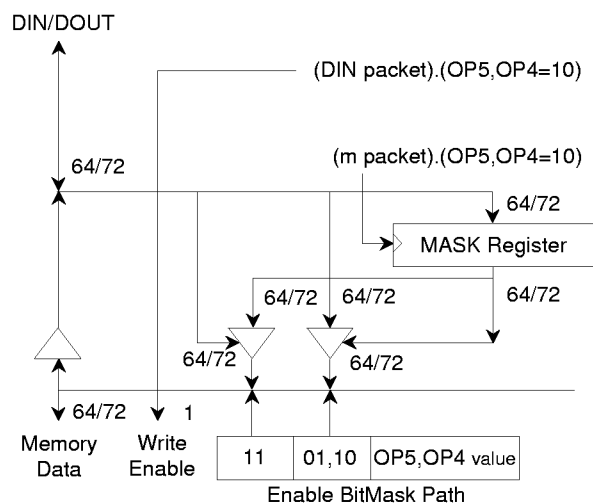 DIN/DOUT
(DIN packet).(OP5,OP4=10)
64/72
(m packet).(OP5,OP4=10)
64/72
MASK Register
64/72
64/72
64/72
64/72
64/72
64/72
1
Memory
Data
Write
Enable
11
01,10
OP5,OP4 value
Enable BitMask Path